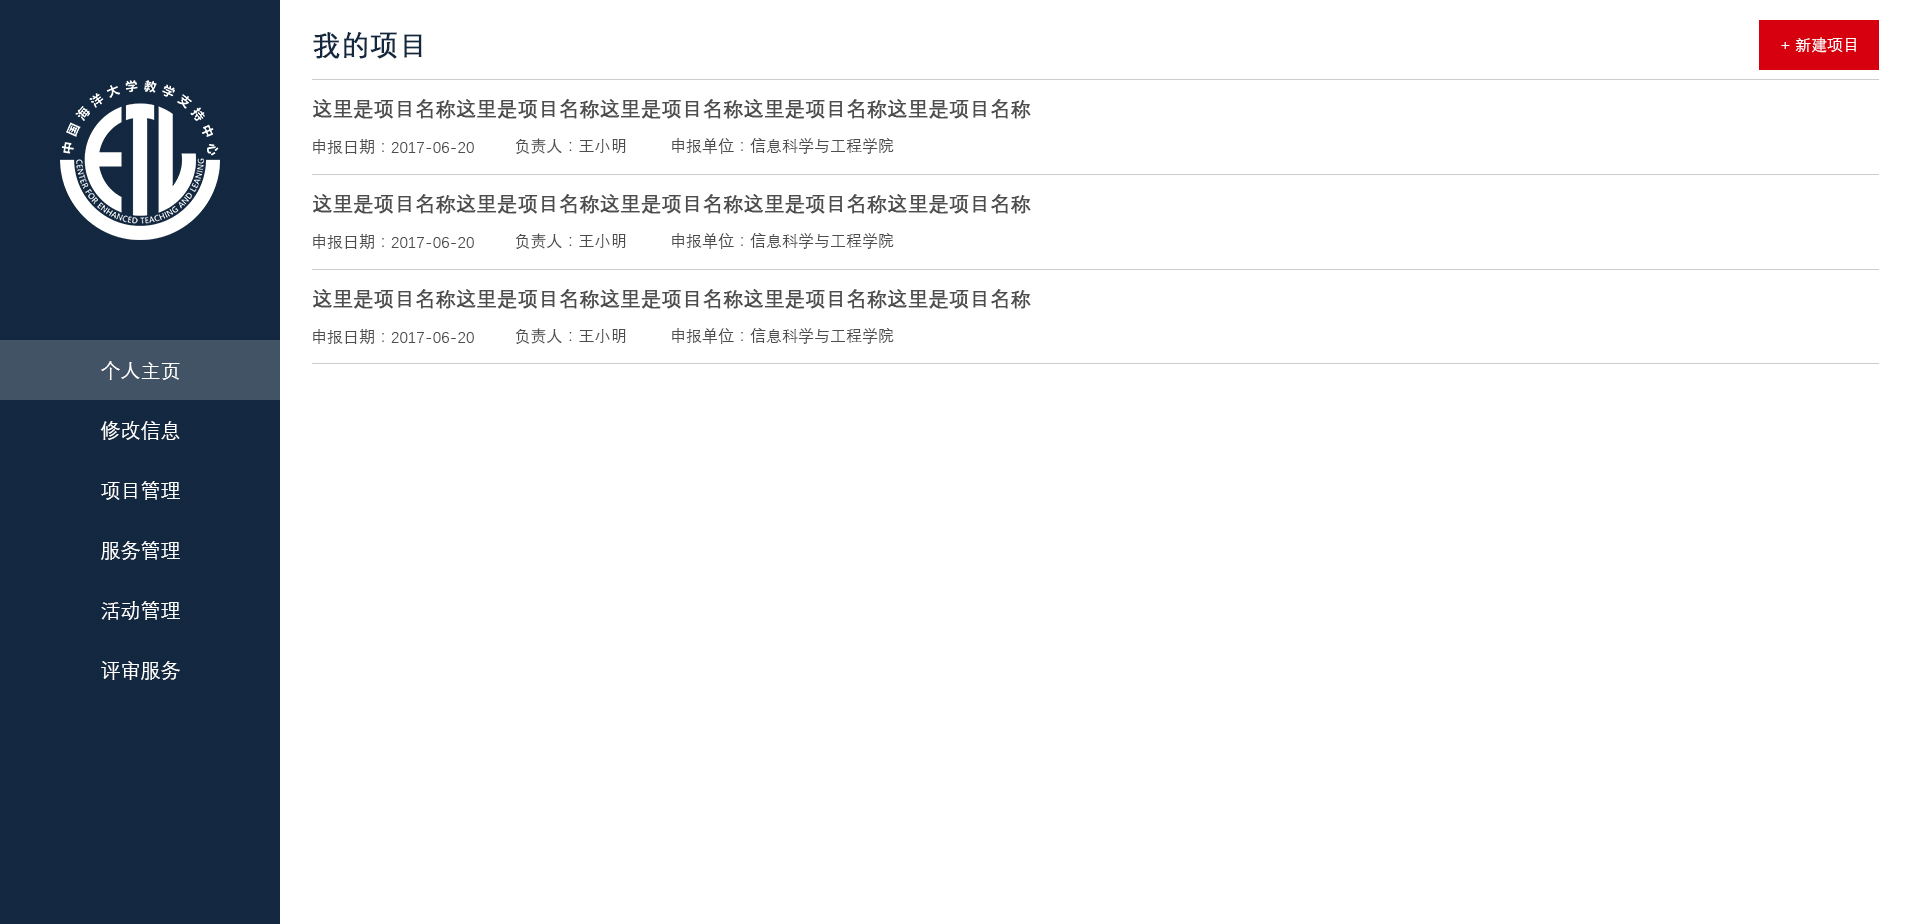 中国海洋大学教学支持中心
ETL
CENTER FOR ENHANCED TEACHING AND LEANING
个人主页
修改信息
项目管理
服务管理
活动管理
评审服务
我的项目
+ 新建项目
这里是项目名称这里是项目名称这里是项目名称这里是项目名称这里是项目名称
申报日期：2017-06-20 负责人：王小明 申报单位：信息科学与工程学院
这里是项目名称这里是项目名称这里是项目名称这里是项目名称这里是项目名称
申报日期：2017-06-20 负责人：王小明 申报单位：信息科学与工程学院
这里是项目名称这里是项目名称这里是项目名称这里是项目名称这里是项目名称
申报日期：2017-06-20 负责人：王小明 申报单位：信息科学与工程学院